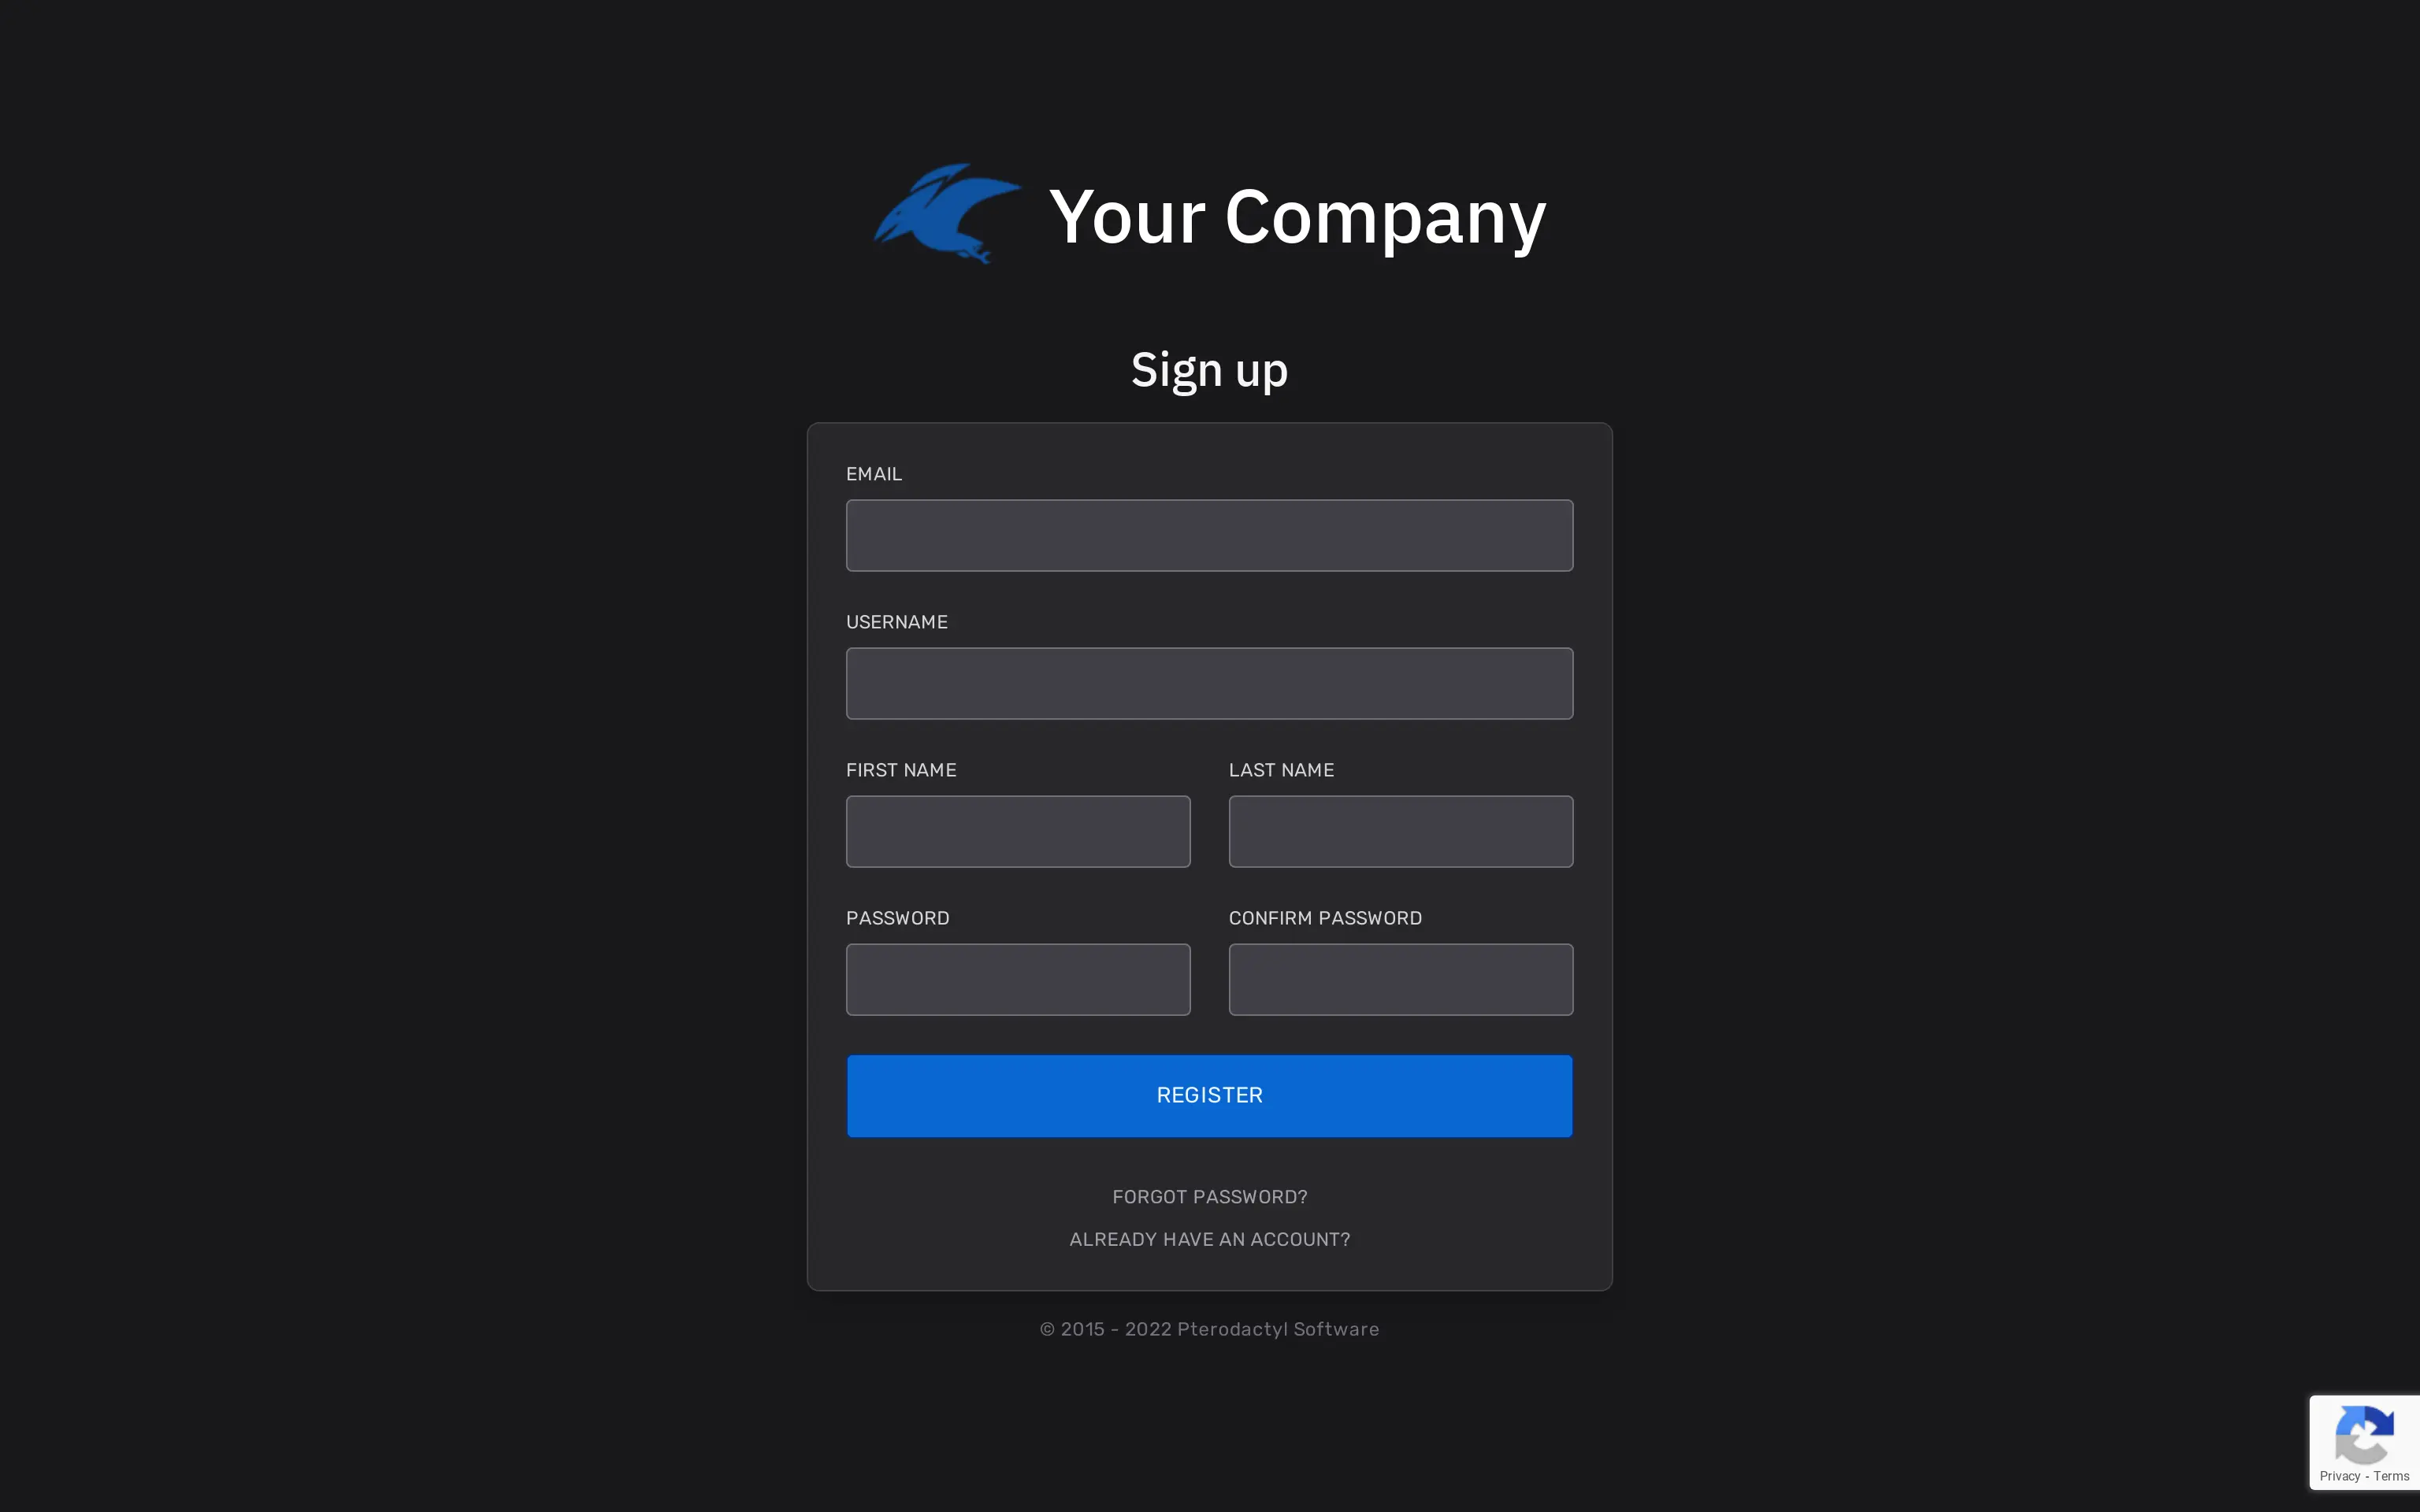 Your Company
Sign up
EMAIL
USERNAME
FIRST NAME
LAST NAME
PASSWORD
CONFIRM PASSWORD
REGISTER
FORGOT PASSWORD?
ALREADY HAVE AN ACCOUNT?
© 2015 - 2022 Pterodactyl Software
Privacy - Terms